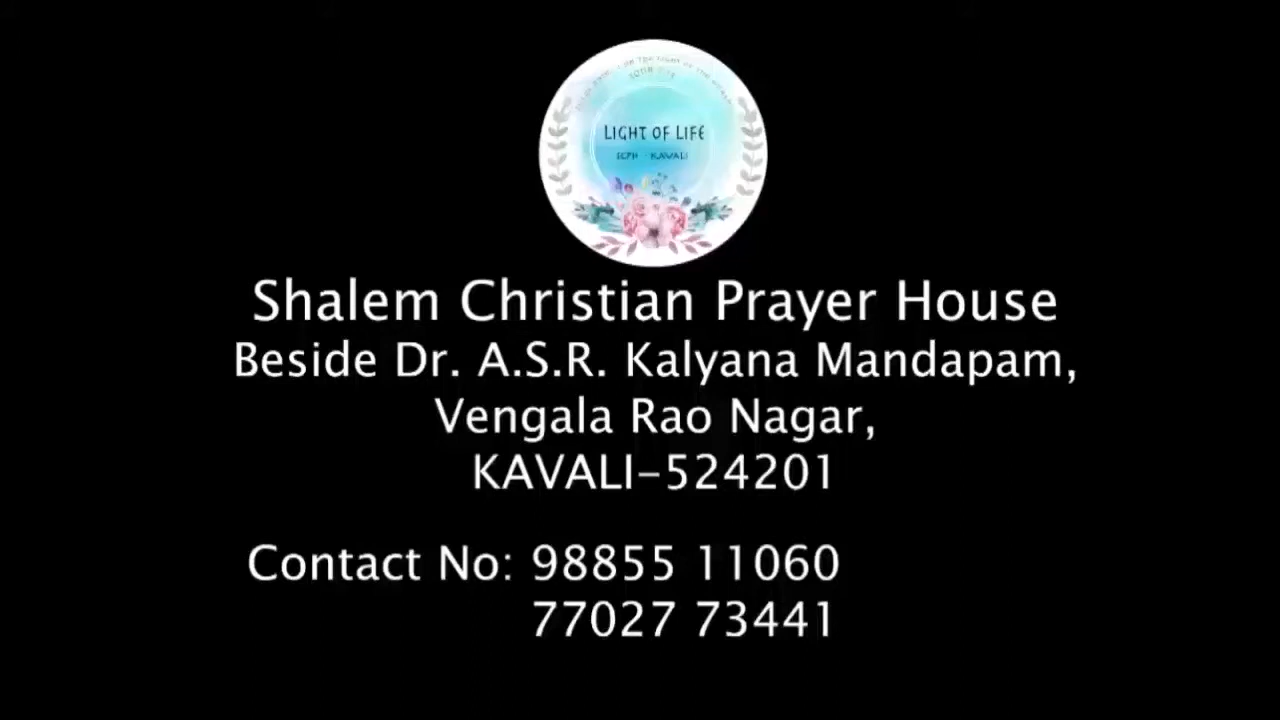 LIGHT OF LIFE
SCPH - KAVALI
Shalem Christian Prayer House
Beside Dr. A.S.R. Kalyana Mandapam,
Vengala Rao Nagar,
KAVALI-524201
Contact No: 98855 11060
77027 73441